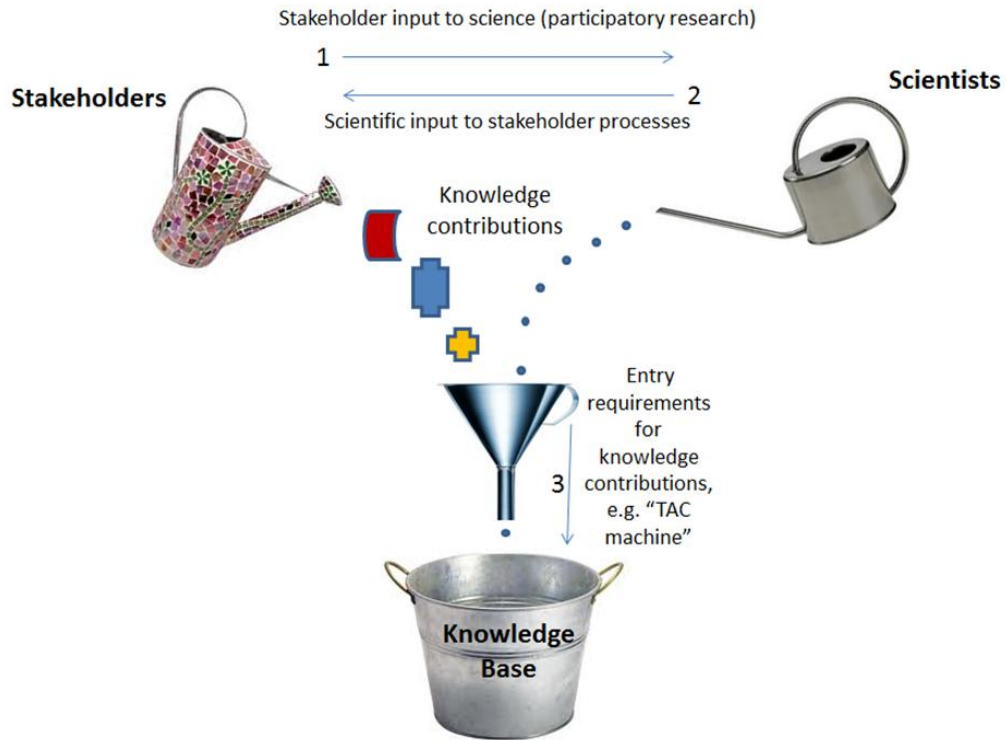 Stakeholder input to science (participatory research)
1
Stakeholders
Scientists
2
Scientific input to stakeholder processes
Knowledge
contributions
Entry
requirements
for
knowledge
contributions,
e.g. “TAC
machine”
3
Knowledge
Base